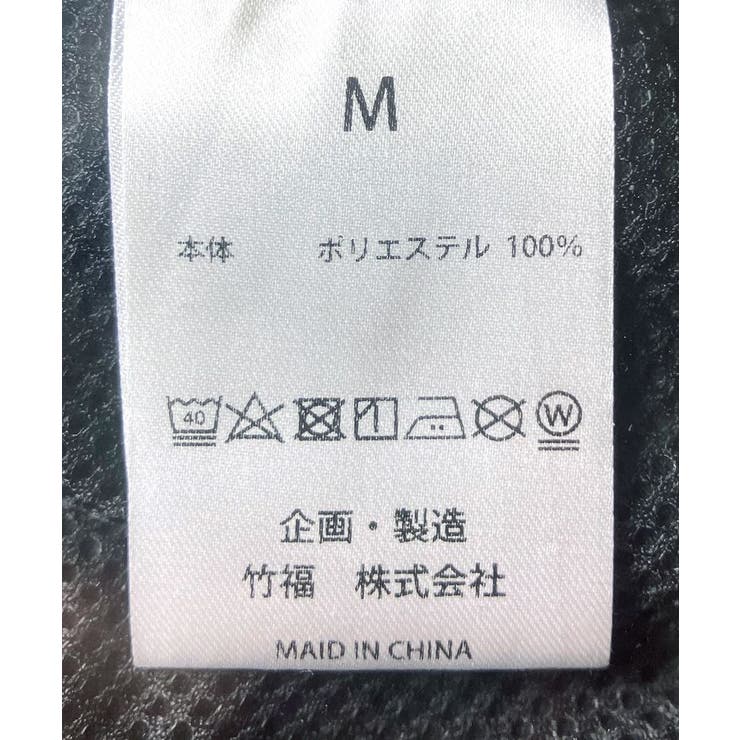 M
本体 ポリエステル 100%
40 W
企画・製造
竹福 株式会社
MAID IN CHINA